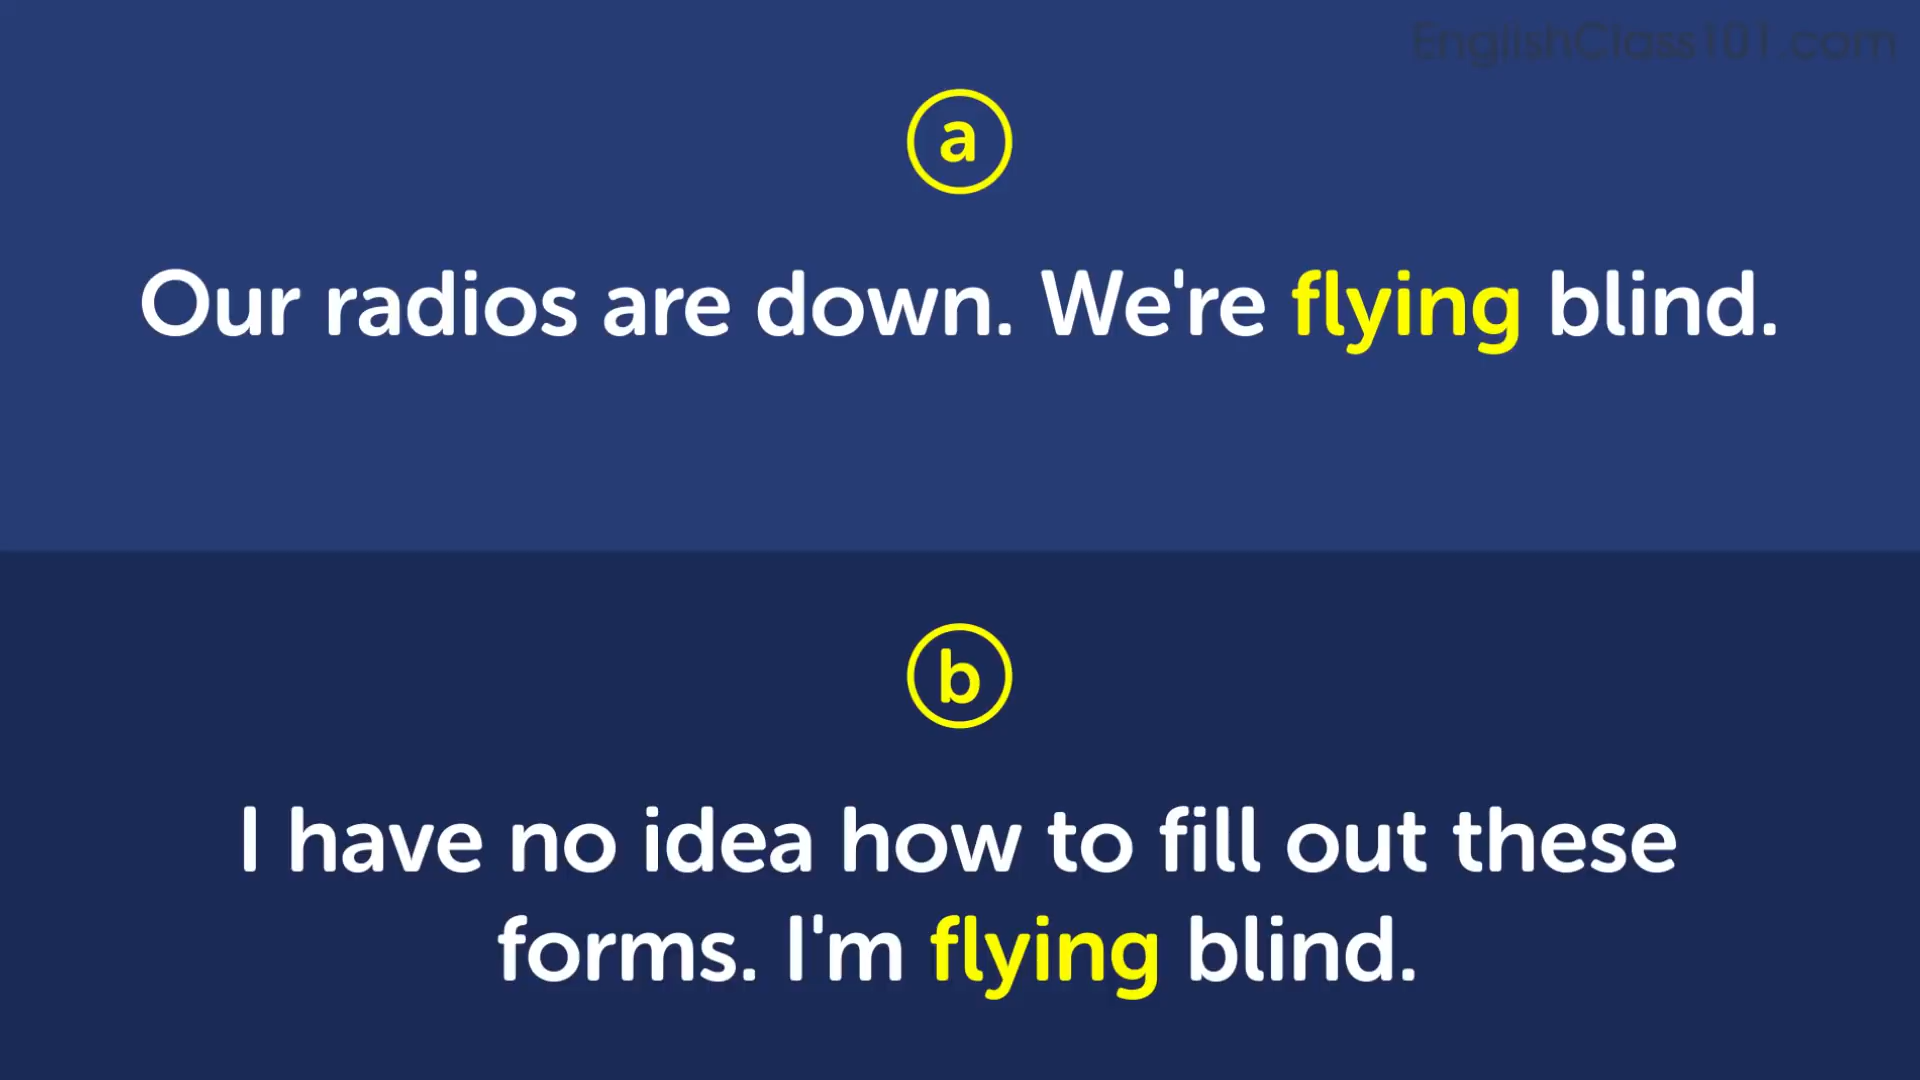 EnglishClass101.com
a
Our radios are down. We're flying blind.
b
I have no idea how to fill out these
forms. I'm flying blind.